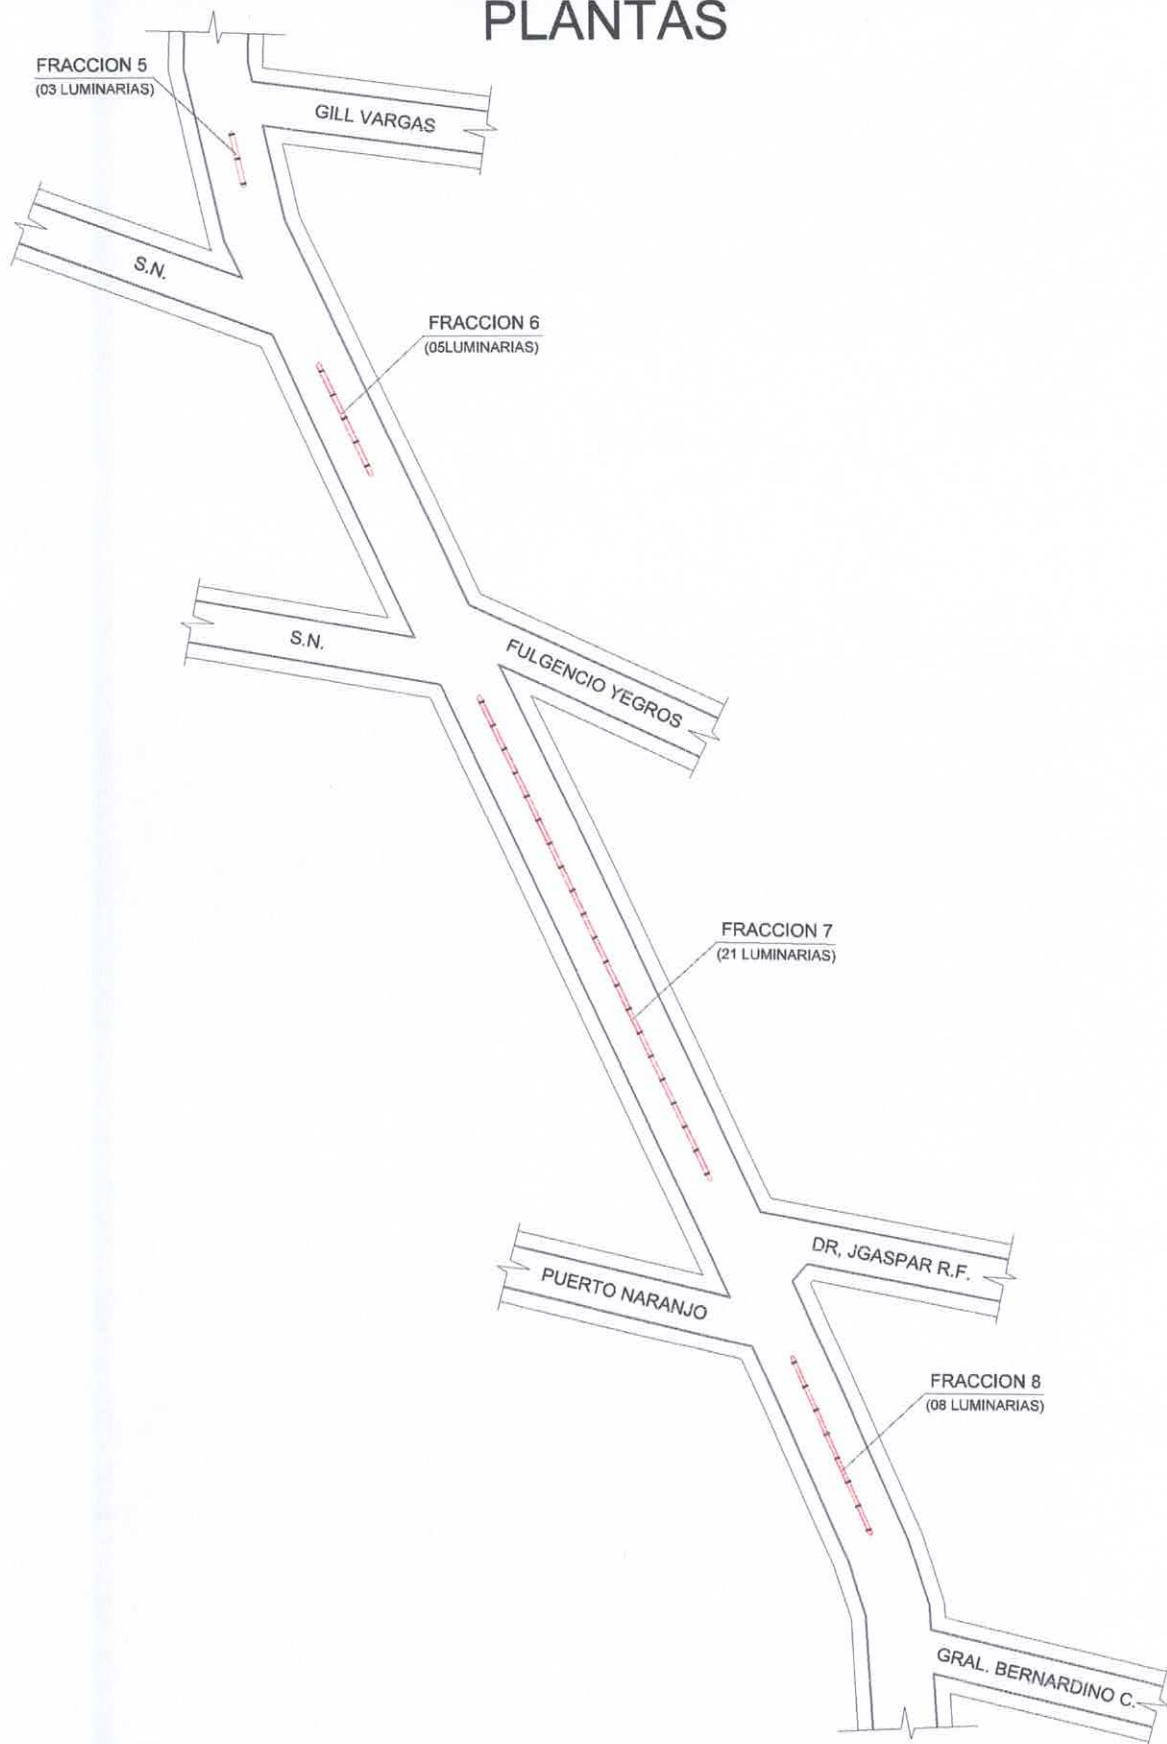 PLANTAS
FRACCION 5
(03 LUMINARIAS)
GILL VARGAS
S.N.
FRACCION 6
(05LUMINARIAS)
S.N.
FULGENCIO YEGROS
FRACCION 7
(21 LUMINARIAS)
DR, JGASPAR R.F.
PUERTO NARANJO
FRACCION 8
(08 LUMINARIAS)
GRAL. BERNARDINO C.